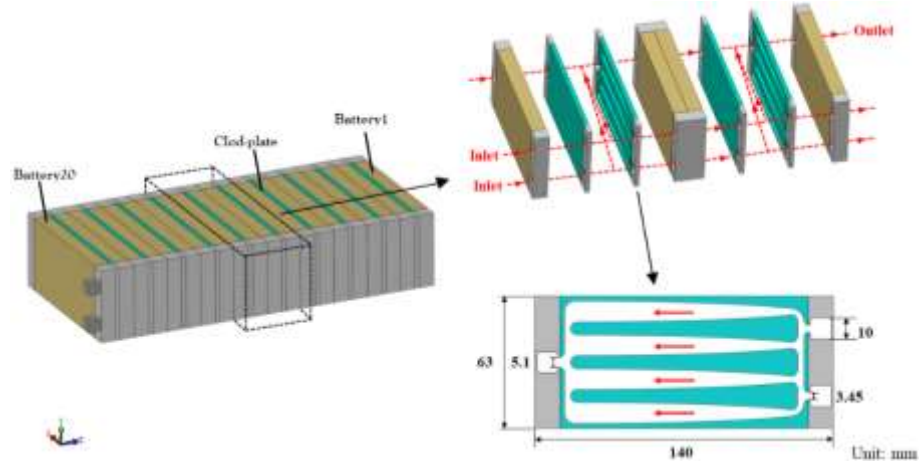 Outlet
Battery1
Clod-plate
Battery20
Inlet
Inlet
10
63
5.1
3.45
140
Unit: mm